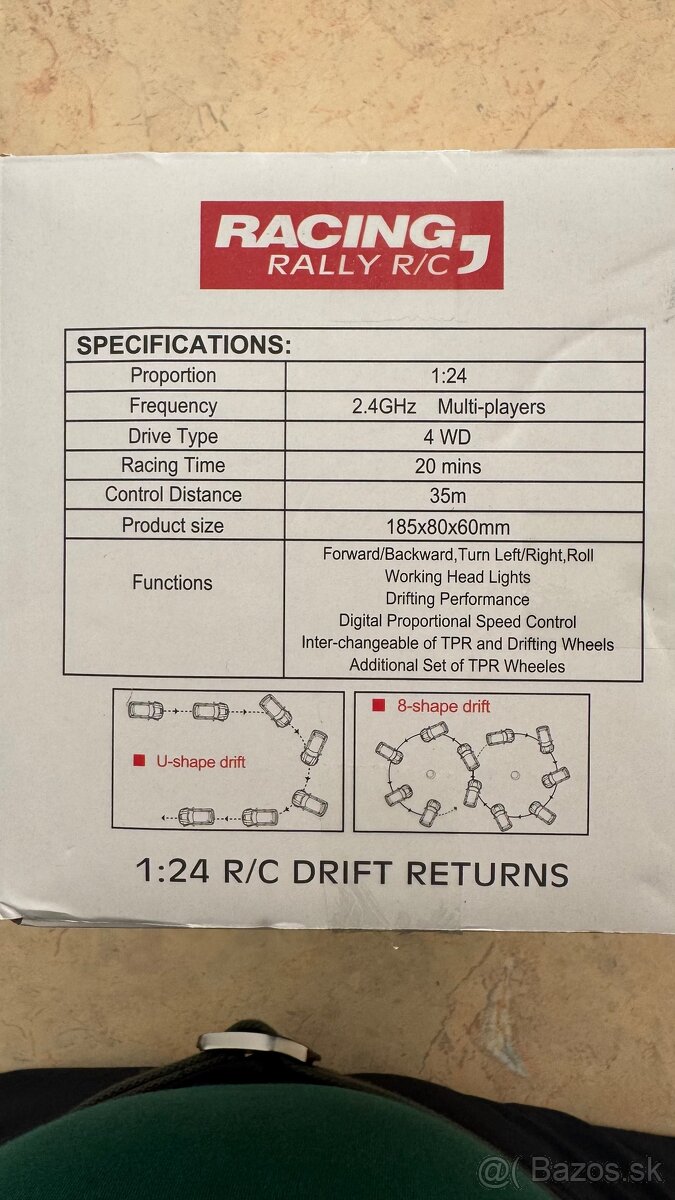 RACING,
RALLY R/C
SPECIFICATIONS:
Proportion 1:24
Frequency 2.4GHz Multi-players
Drive Type 4 WD
Racing Time 20 mins
Control Distance 35m
Product size 185x80x60mm
Functions
Forward/Backward,Turn Left/Right,Roll
Working Head Lights
Drifting Performance
Digital Proportional Speed Control
Inter-changeable of TPR and Drifting Wheels
Additional Set of TPR Wheeles
U-shape drift
8-shape drift
1:24 R/C DRIFT RETURNS
@( Bazos.sk